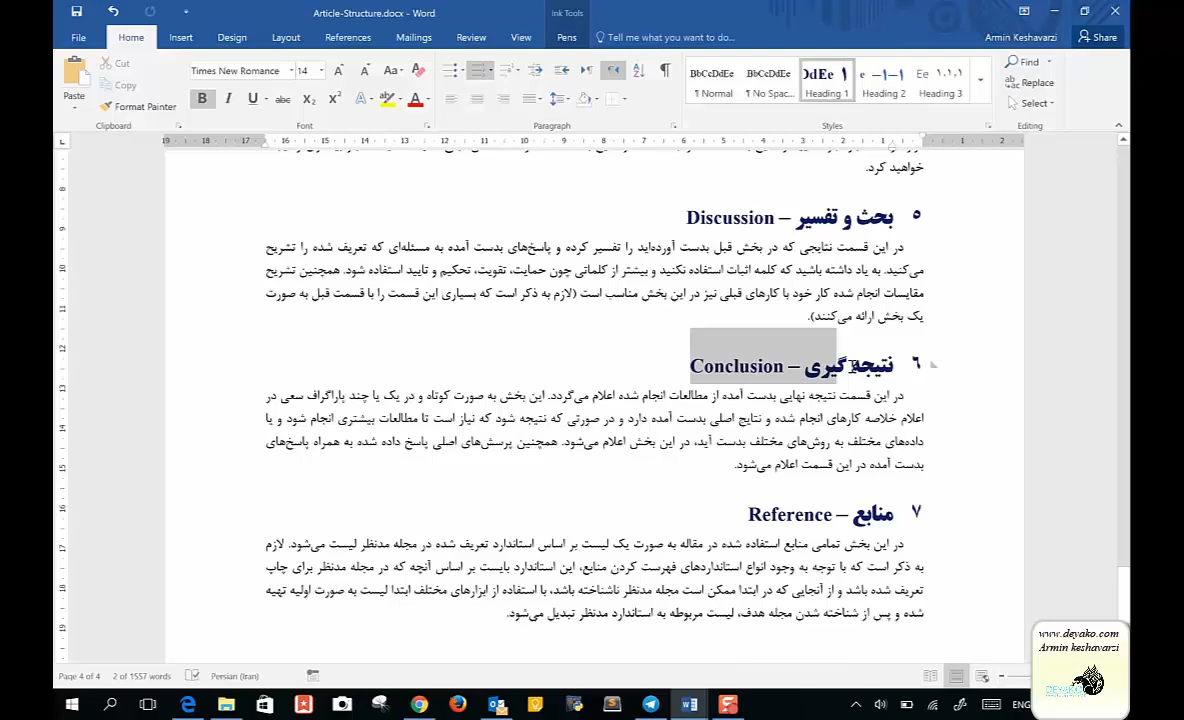 Article-Structure.docx - Word
Ink Tools
File
Home
Insert
Design
Layout
References
Mailings
Review
View
Pens
Tell me what you want to do...
Armin Keshavarzi
Share
Paste
Cut
Copy
Format Painter
Clipboard
Times New Romance
14
Font
Paragraph
¶ Normal
¶ No Spac...
Heading 1
Heading 2
Heading 3
Styles
Find
Replace
Select
Editing
خواهید کرد.
۵ بحث و تفسیر – Discussion
در این قسمت نتایجی که در بخش قبل بدست آورده‌اید را تفسیر کرده و پاسخ‌های بدست آمده به مسئله‌ای که تعریف شده را تشریح
می‌کنید. به یاد داشته باشید که کلمه اثبات استفاده نکنید و بیشتر از کلماتی چون حمایت، تقویت، تحکیم و تایید استفاده شود. همچنین تشریح
مقایسات انجام شده کار خود با کارهای قبلی نیز در این بخش مناسب است (لازم به ذکر است که بسیاری این قسمت را با قسمت قبل به صورت
یک بخش ارائه می‌کنند).
۶ نتیجه‌گیری – Conclusion
در این قسمت نتیجه نهایی بدست آمده از مطالعات انجام شده اعلام می‌گردد. این بخش به صورت کوتاه و در یک یا چند پاراگراف سعی در
اعلام خلاصه کارهای انجام شده و نتایج اصلی بدست آمده دارد و در صورتی که نتیجه شود که نیاز است تا مطالعات بیشتری انجام شود و یا
داده‌های مختلف به روش‌های مختلف بدست آید، در این بخش اعلام می‌شود. همچنین پرسش‌های اصلی پاسخ داده شده به همراه پاسخ‌های
بدست آمده در این قسمت اعلام می‌شود.
۷ منابع – Reference
در این بخش تمامی منابع استفاده شده در مقاله به صورت یک لیست بر اساس استاندارد تعریف شده در مجله مدنظر لیست می‌شود. لازم
به ذکر است که با توجه به وجود انواع استانداردهای فهرست کردن منابع، این استاندارد بایست بر اساس آنچه که در مجله مدنظر برای چاپ
تعریف شده باشد و از آنجایی که در ابتدا ممکن است مجله مدنظر ناشناخته باشد، با استفاده از ابزارهای مختلف ابتدا لیست به صورت اولیه تهیه
شده و پس از شناخته شدن مجله هدف، لیست مربوطه به استاندارد مدنظر تبدیل می‌شود.
Page 4 of 4
2 of 1557 words
Persian (Iran)
www.deyako.com
Armin keshavarzi
DEYAKO
ENG